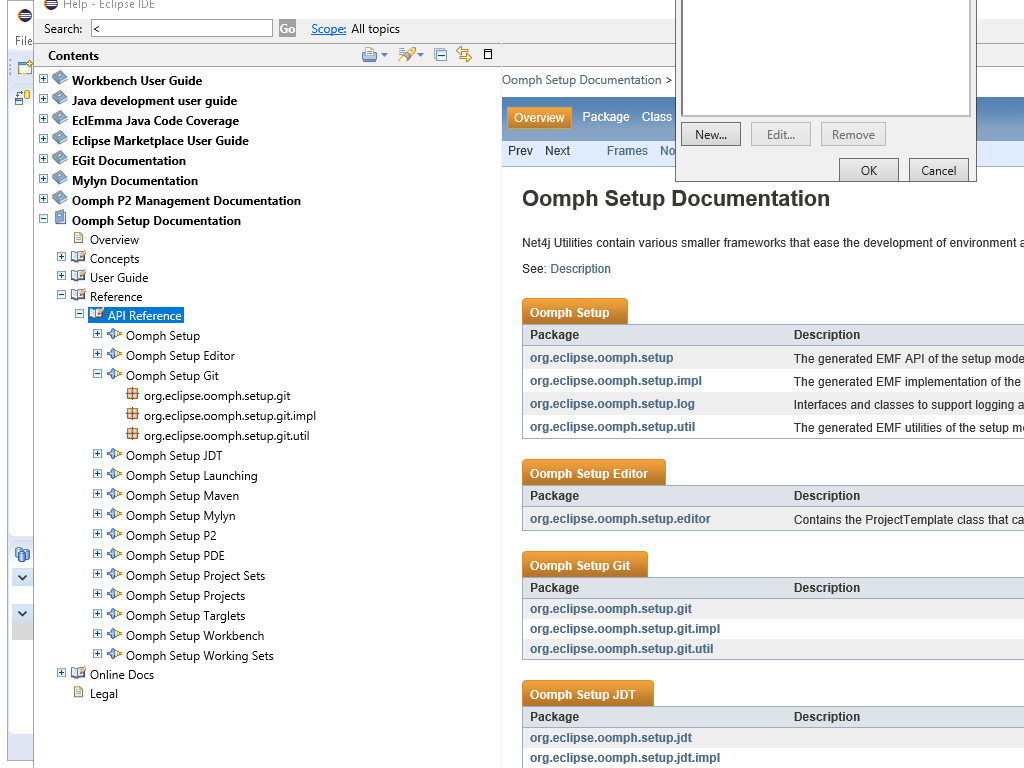 Help - Eclipse IDE
File
Search: < Go Scope: All topics
Contents
Workbench User Guide
Java development user guide
EclEmma Java Code Coverage
Eclipse Marketplace User Guide
EGit Documentation
Mylyn Documentation
Oomph P2 Management Documentation
Oomph Setup Documentation
Overview
Concepts
User Guide
Reference
API Reference
Oomph Setup
Oomph Setup Editor
Oomph Setup Git
org.eclipse.oomph.setup.git
org.eclipse.oomph.setup.git.impl
org.eclipse.oomph.setup.git.util
Oomph Setup JDT
Oomph Setup Launching
Oomph Setup Maven
Oomph Setup Mylyn
Oomph Setup P2
Oomph Setup PDE
Oomph Setup Project Sets
Oomph Setup Projects
Oomph Setup Targlets
Oomph Setup Workbench
Oomph Setup Working Sets
Online Docs
Legal
Oomph Setup Documentation >
Overview Package Class
Prev Next Frames No
New... Edit... Remove
OK Cancel
Oomph Setup Documentation
Net4j Utilities contain various smaller frameworks that ease the development of environment a
See: Description
Oomph Setup
Package Description
org.eclipse.oomph.setup The generated EMF API of the setup mode
org.eclipse.oomph.setup.impl The generated EMF implementation of the
org.eclipse.oomph.setup.log Interfaces and classes to support logging a
org.eclipse.oomph.setup.util The generated EMF utilities of the setup m
Oomph Setup Editor
Package Description
org.eclipse.oomph.setup.editor Contains the ProjectTemplate class that ca
Oomph Setup Git
Package Description
org.eclipse.oomph.setup.git
org.eclipse.oomph.setup.git.impl
org.eclipse.oomph.setup.git.util
Oomph Setup JDT
Package Description
org.eclipse.oomph.setup.jdt
org.eclipse.oomph.setup.jdt.impl